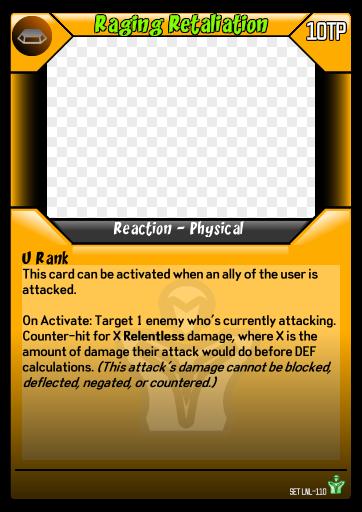 Raging Retaliation
10TP
Reaction - Physical
U Rank
This card can be activated when an ally of the user is
attacked.
On Activate: Target 1 enemy who's currently attacking.
Counter-hit for X Relentless damage, where X is the
amount of damage their attack would do before DEF
calculations. (This attack's damage cannot be blocked,
deflected, negated, or countered.)
SET LNL-110